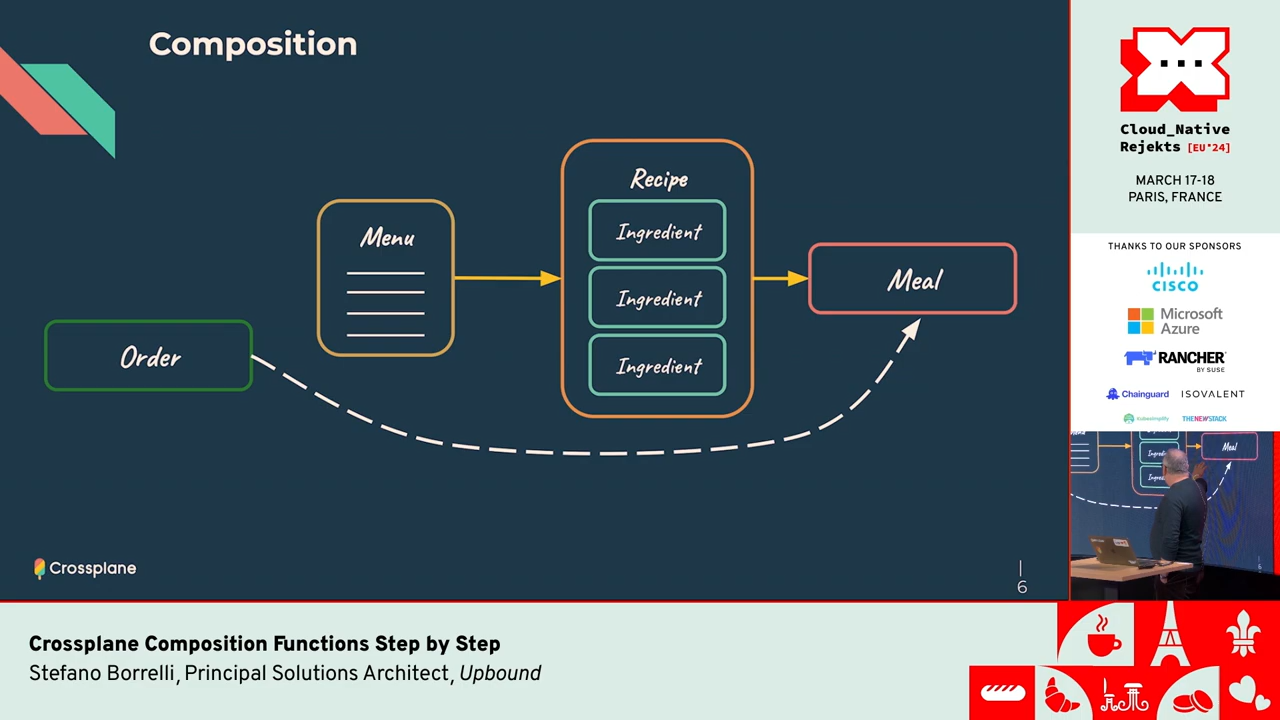 Composition
Order
Menu
Recipe
Ingredient
Ingredient
Ingredient
Meal
Crossplane
6
Cloud_Native
Rejekts [EU'24]
MARCH 17-18
PARIS, FRANCE
THANKS TO OUR SPONSORS
CISCO
Microsoft
Azure
RANCHER
BY SUSE
Chainguard ISOVALENT
kubesimplify THENEWSTACK
Meal
Crossplane Composition Functions Step by Step
Stefano Borrelli, Principal Solutions Architect, Upbound